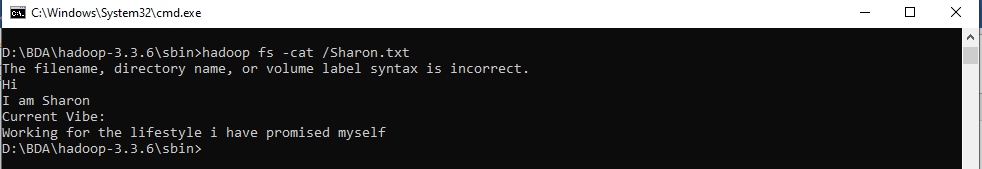 C:\Windows\System32\cmd.exe
D:\BDA\hadoop-3.3.6\sbin>hadoop fs -cat /Sharon.txt
The filename, directory name, or volume label syntax is incorrect.
Hi
I am Sharon
Current Vibe:
Working for the lifestyle i have promised myself
D:\BDA\hadoop-3.3.6\sbin>